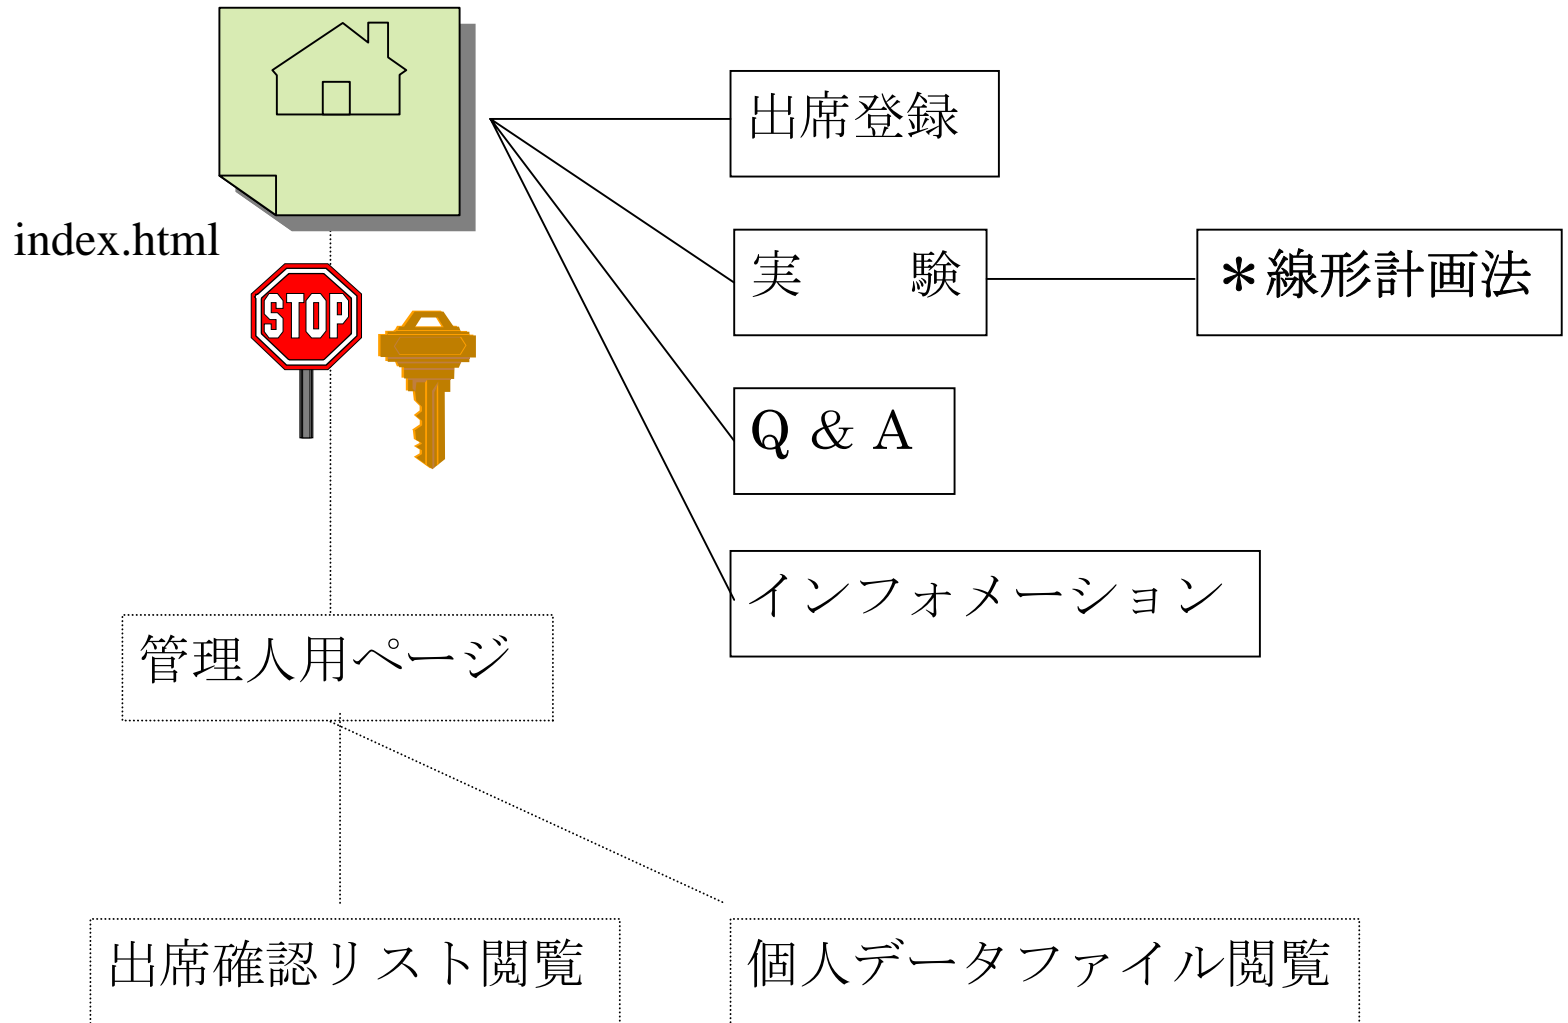 index.html
STOP
出席登録
実　　験
＊線形計画法
Q & A
インフォメーション
管理人用ページ
出席確認リスト閲覧
個人データファイル閲覧